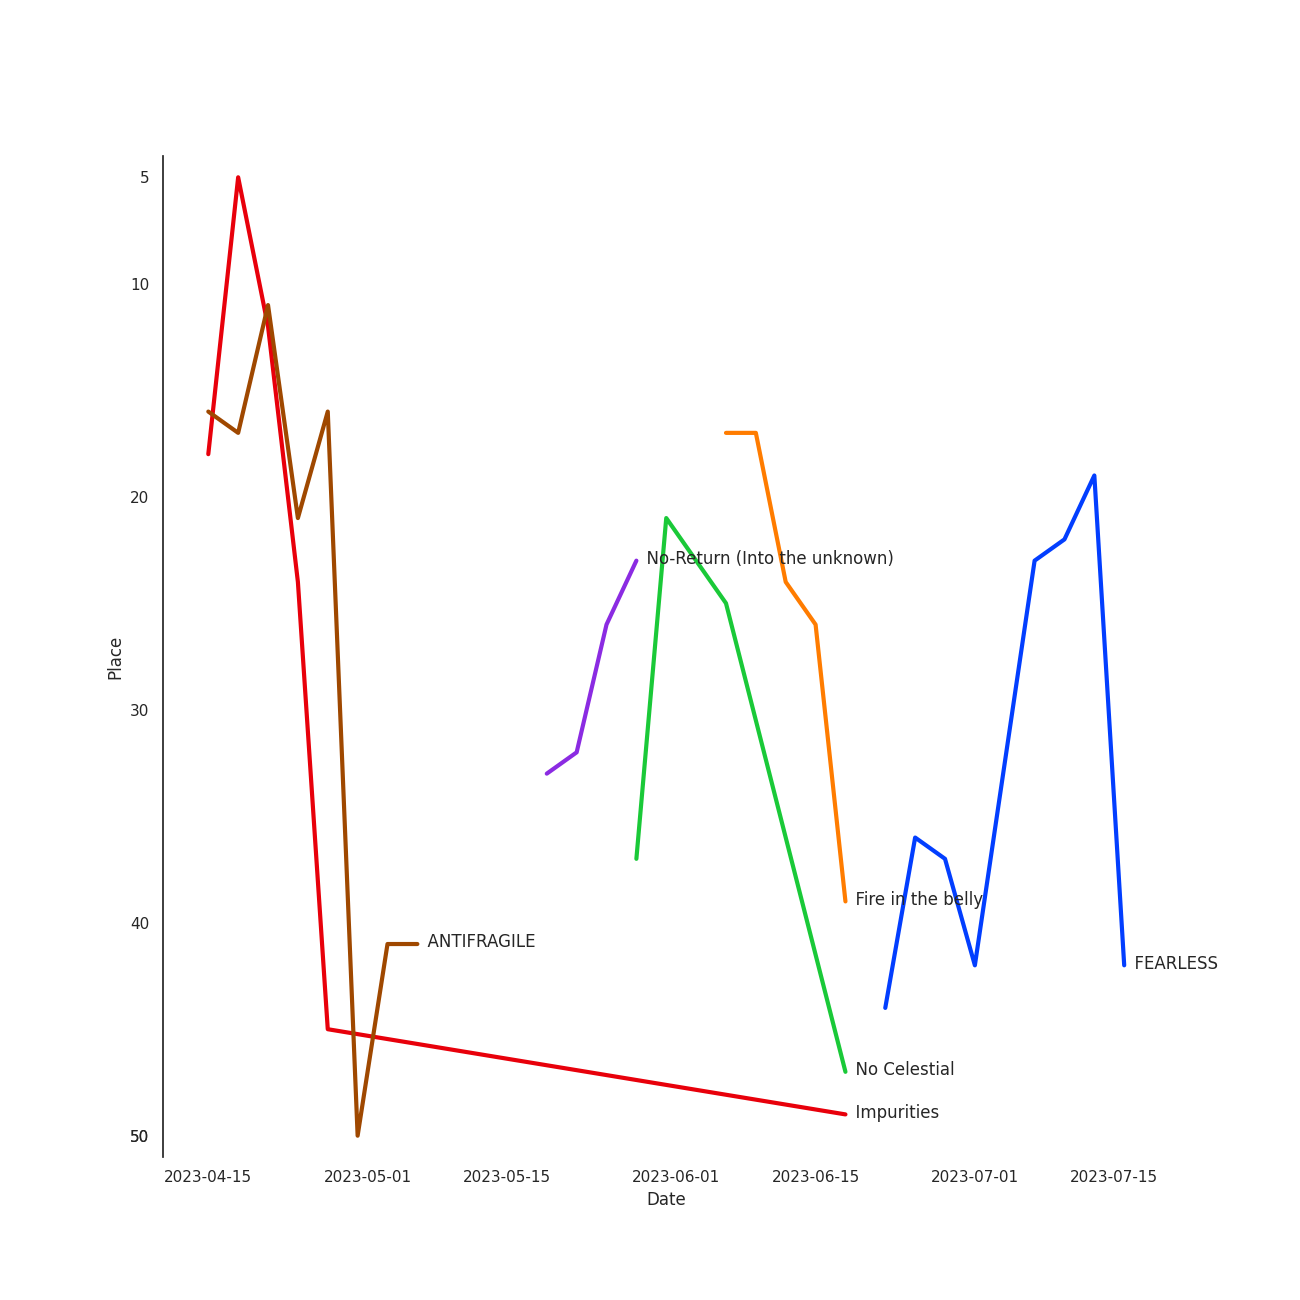 5
10
20
No-Return (Into the unknown)
Place
30
Fire in the belly
40
ANTIFRAGILE
FEARLESS
No Celestial
Impurities
50
2023-04-15 2023-05-01 2023-05-15 2023-06-01 2023-06-15 2023-07-01 2023-07-15
Date